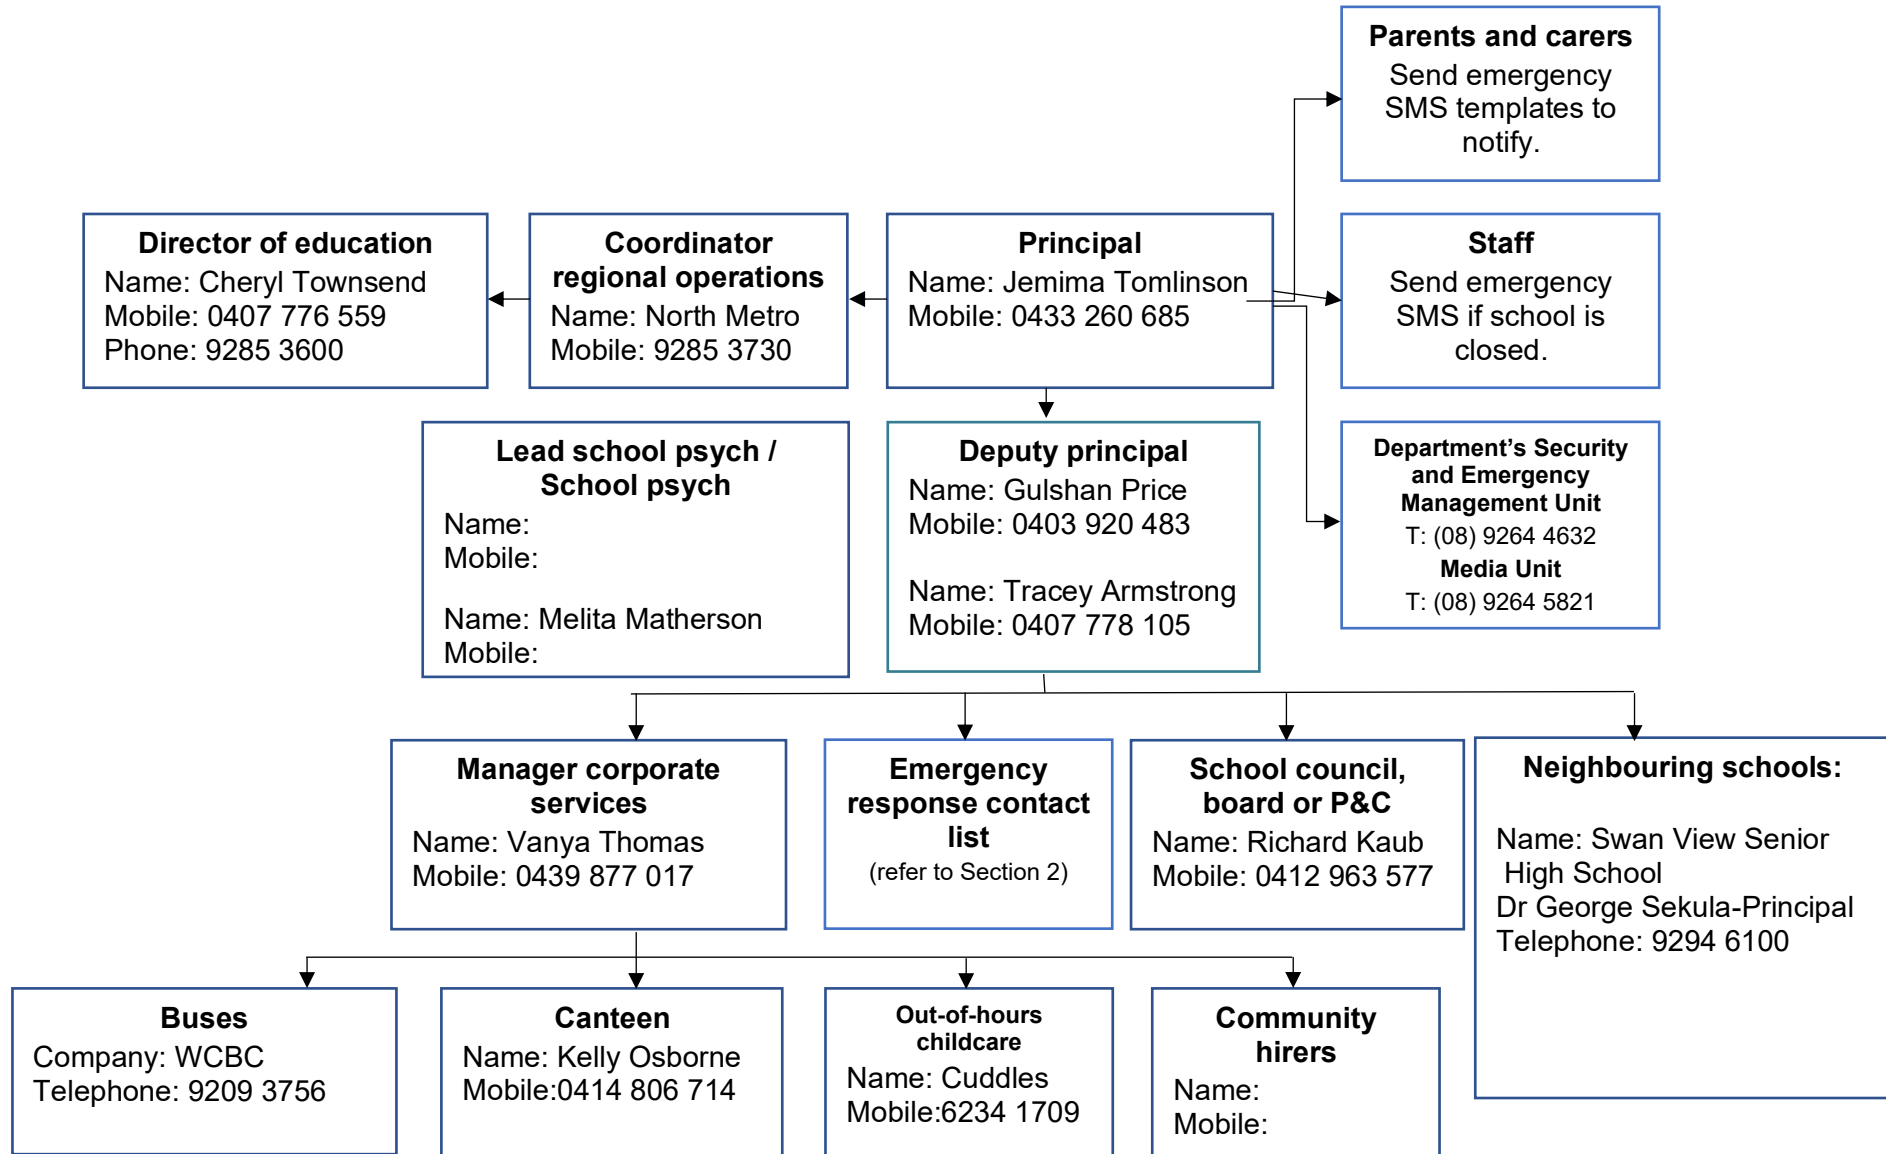 Parents and carers
Send emergency
SMS templates to
notify.
Director of education
Name: Cheryl Townsend
Mobile: 0407 776 559
Phone: 9285 3600
Coordinator
regional operations
Name: North Metro
Mobile: 9285 3730
Principal
Name: Jemima Tomlinson
Mobile: 0433 260 685
Staff
Send emergency
SMS if school is
closed.
Lead school psych /
School psych
Name:
Mobile:
Name: Melita Matherson
Mobile:
Deputy principal
Name: Gulshan Price
Mobile: 0403 920 483
Name: Tracey Armstrong
Mobile: 0407 778 105
Department’s Security
and Emergency
Management Unit
T: (08) 9264 4632
Media Unit
T: (08) 9264 5821
Manager corporate
services
Name: Vanya Thomas
Mobile: 0439 877 017
Emergency
response contact
list
(refer to Section 2)
School council,
board or P&C
Name: Richard Kaub
Mobile: 0412 963 577
Neighbouring schools:
Name: Swan View Senior
High School
Dr George Sekula-Principal
Telephone: 9294 6100
Buses
Company: WCBC
Telephone: 9209 3756
Canteen
Name: Kelly Osborne
Mobile:0414 806 714
Out-of-hours
childcare
Name: Cuddles
Mobile:6234 1709
Community
hirers
Name:
Mobile: